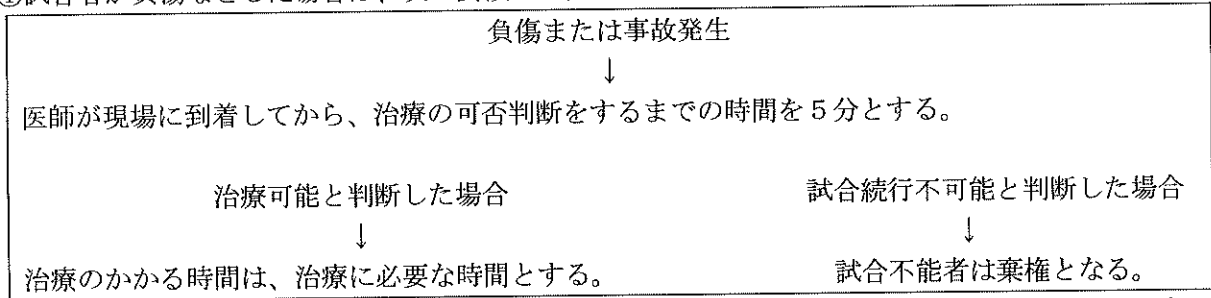 負傷または事故発生
↓
医師が現場に到着してから、治療の可否判断をするまでの時間を5分とする。
治療可能と判断した場合 試合続行不可能と判断した場合
↓ ↓
治療のかかる時間は、治療に必要な時間とする。 試合不能者は棄権となる。